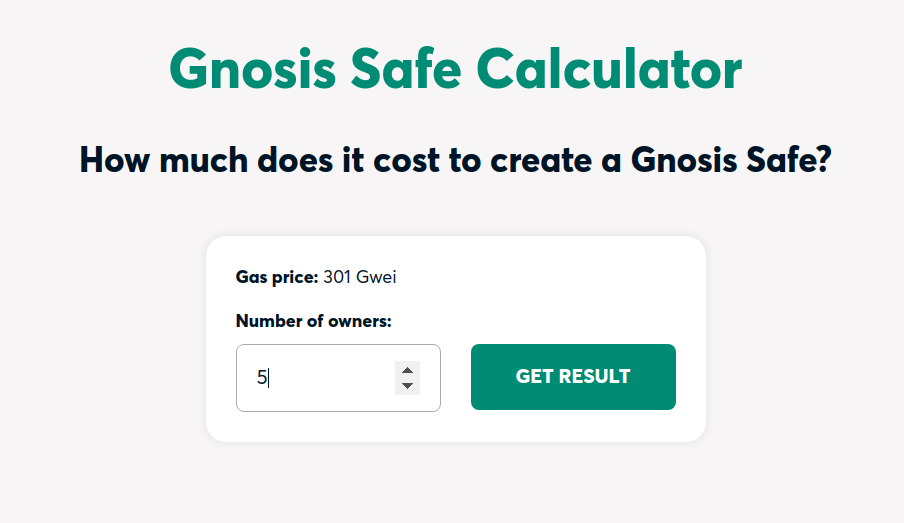 Gnosis Safe Calculator
How much does it cost to create a Gnosis Safe?
Gas price: 301 Gwei
Number of owners:
5
GET RESULT